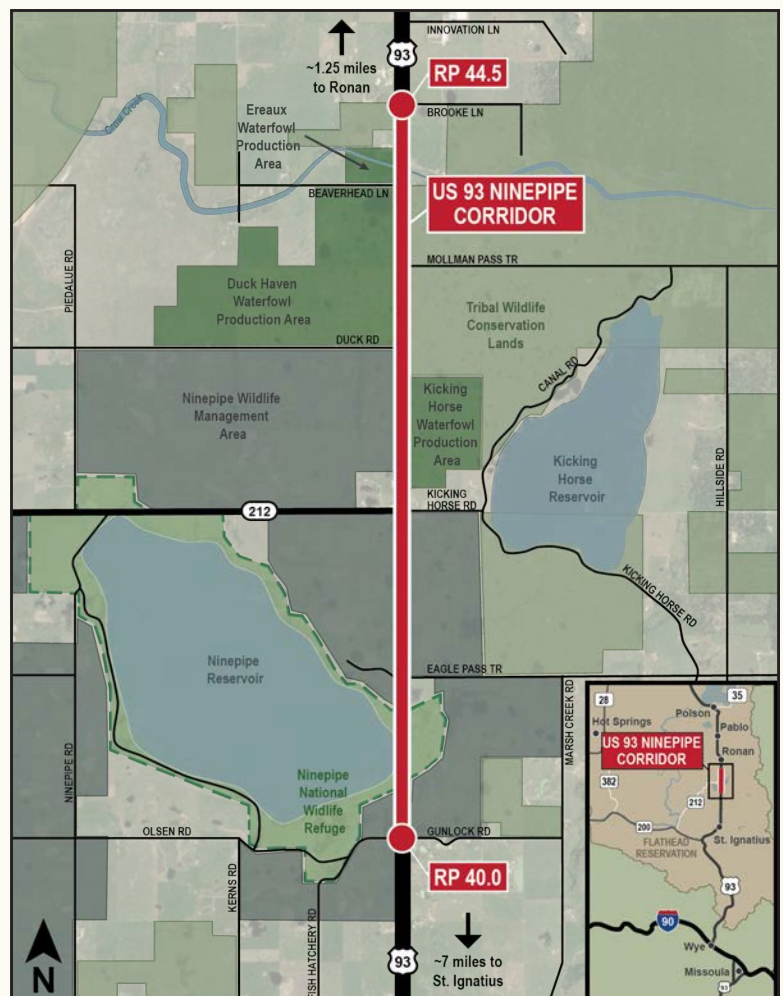 INNOVATION LN
93
~1.25 miles
to Ronan
RP 44.5
Crow Creek
BROOKE LN
Ereaux
Waterfowl
Production
Area
BEAVERHEAD LN
US 93 NINEPIPE
CORRIDOR
PIEDALUE RD
MOLLMAN PASS TR
Duck Haven
Waterfowl
Production Area
Tribal Wildlife
Conservation
Lands
DUCK RD
CANAL RD
Ninepipe Wildlife
Management
Area
Kicking
Horse
Waterfowl
Production
Area
Kicking
Horse
Reservoir
HILLSIDE RD
KICKING
HORSE RD
212
KICKING HORSE RD
Ninepipe
Reservoir
EAGLE PASS TR
MARSH CREEK RD
NINEPIPE RD
Ninepipe
National
Widlife
Refuge
OLSEN RD
GUNLOCK RD
RP 40.0
KERNS RD
FISH HATCHERY RD
N
93
~7 miles to
St. Ignatius
28
35
Polson
Hot Springs
Pablo
US 93 NINEPIPE
CORRIDOR
Ronan
382
212
200
St. Ignatius
FLATHEAD
RESERVATION
93
90
Wye
Missoula
93